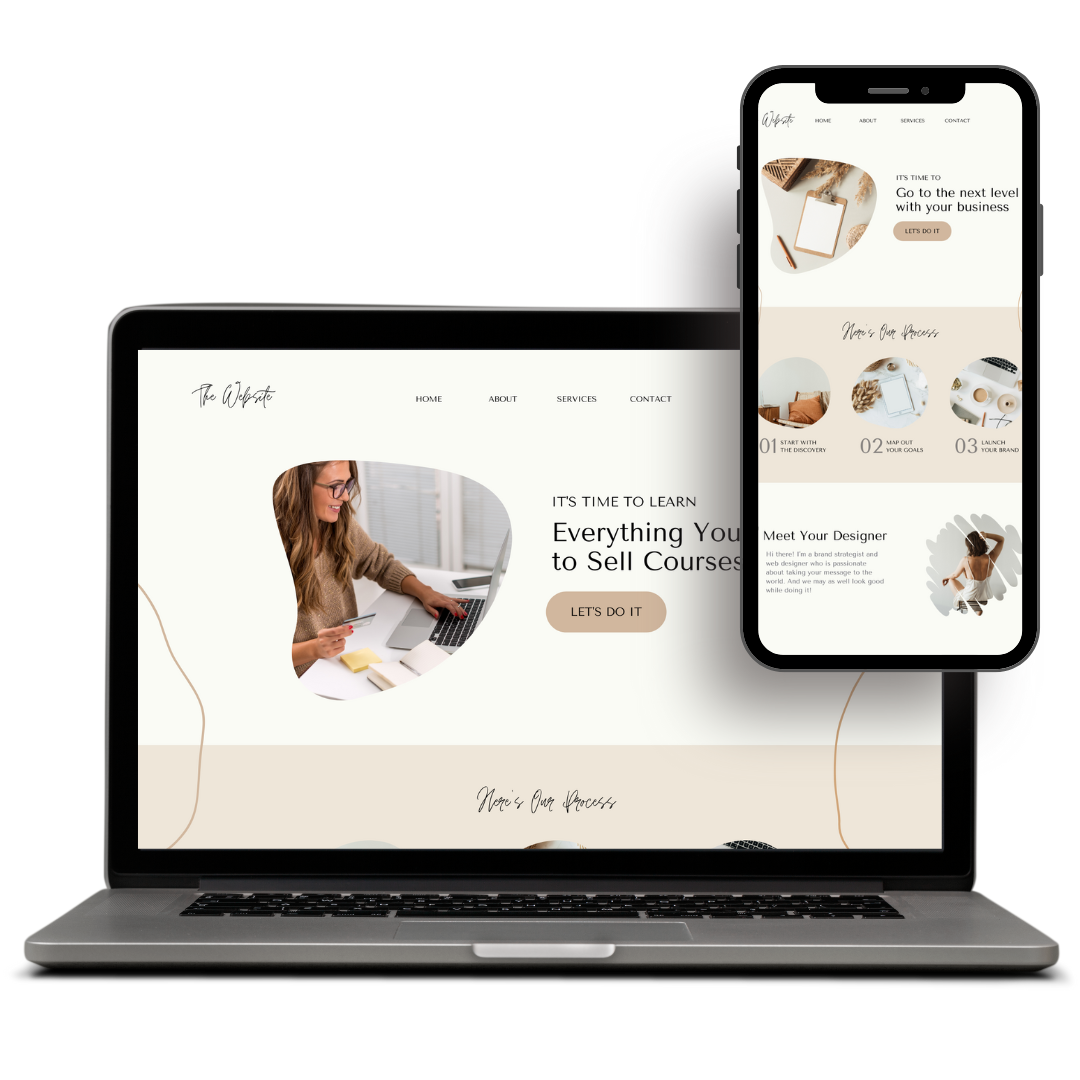 The Website
HOME ABOUT SERVICES CONTACT
IT'S TIME TO LEARN
Everything You
to Sell Courses
LET'S DO IT
Here's Our Process
Website
HOME ABOUT SERVICES CONTACT
IT'S TIME TO
Go to the next level
with your business
LET'S DO IT
Here's Our Process
01 START WITH
THE DISCOVERY
02 MAP OUT
YOUR GOALS
03 LAUNCH
YOUR BRAND
Meet Your Designer
Hi there! I'm a brand strategist and
web designer who is passionate
about taking your message to the
world. And we may as well look good
while doing it!